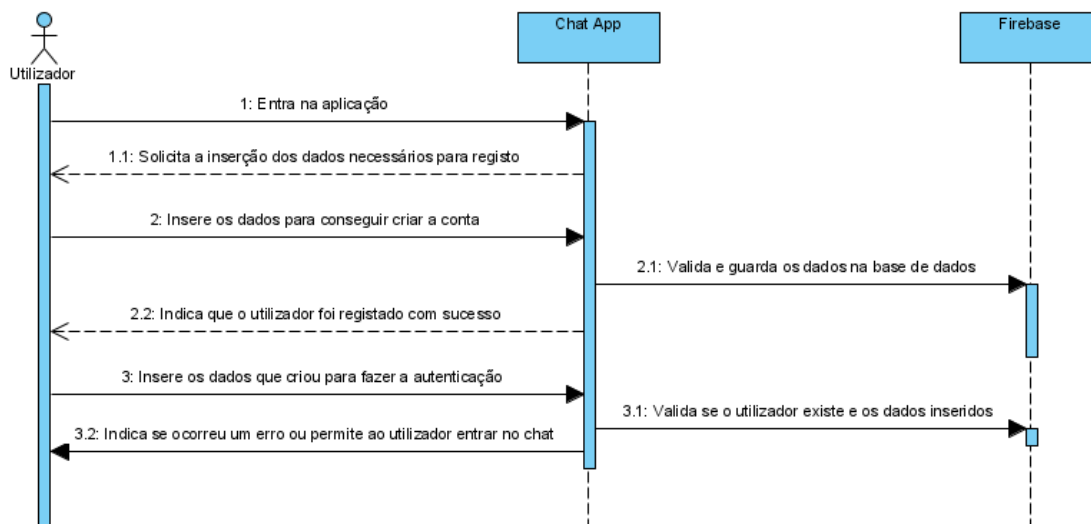 Chat App
Firebase
Utilizador
1: Entra na aplicação
1.1: Solicita a inserção dos dados necessários para registo
2: Insere os dados para conseguir criar a conta
2.1: Valida e guarda os dados na base de dados
2.2: Indica que o utilizador foi registado com sucesso
3: Insere os dados que criou para fazer a autenticação
3.1: Valida se o utilizador existe e os dados inseridos
3.2: Indica se ocorreu um erro ou permite ao utilizador entrar no chat